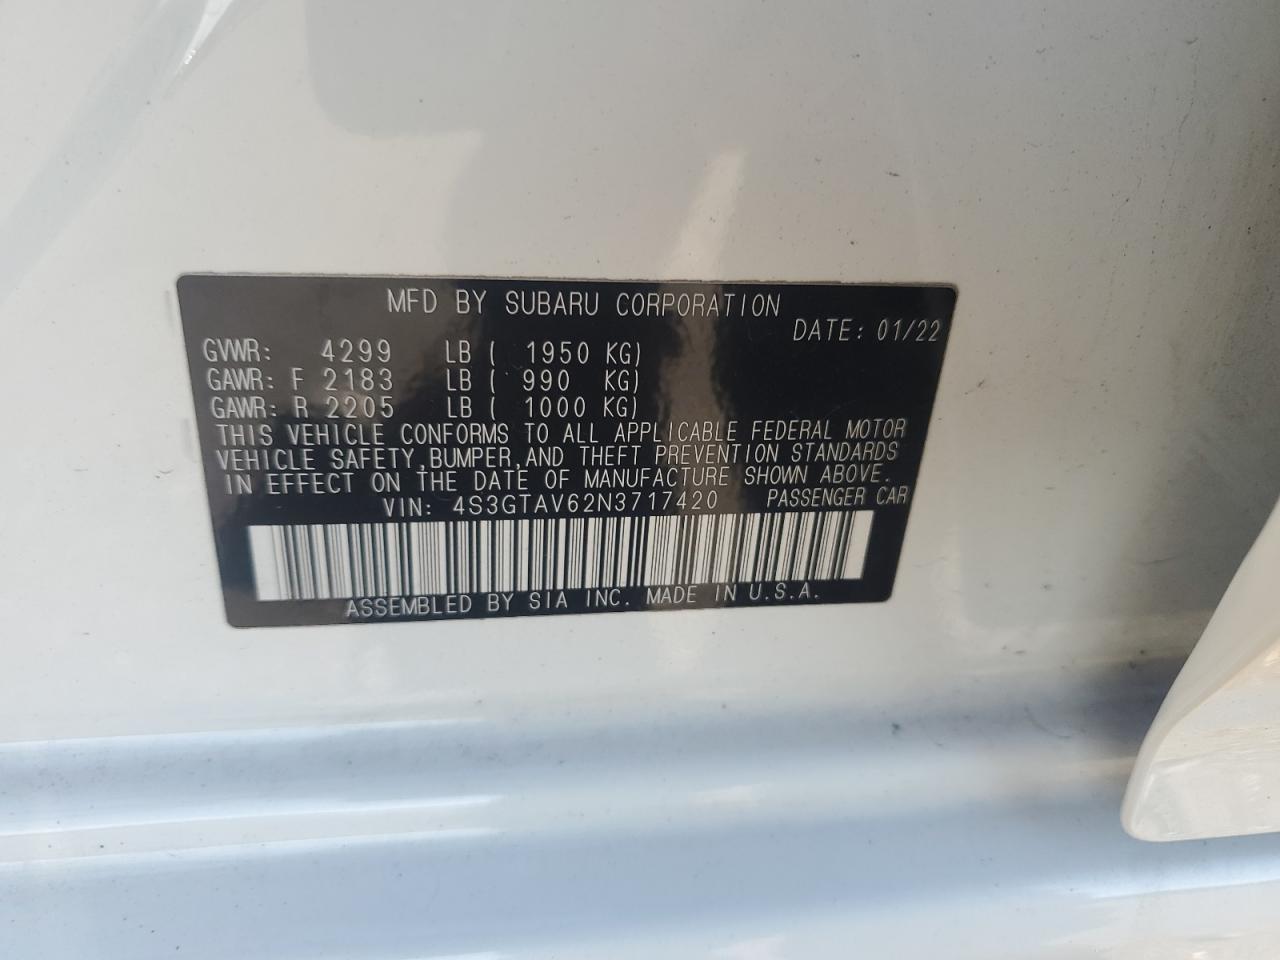 MFD BY SUBARU CORPORATION
DATE: 01/22
GVWR: 4299 LB ( 1950 KG)
GAWR: F 2183 LB ( 990 KG)
GAWR: R 2205 LB ( 1000 KG)
THIS VEHICLE CONFORMS TO ALL APPLICABLE FEDERAL MOTOR
VEHICLE SAFETY,BUMPER,AND THEFT PREVENTION STANDARDS
IN EFFECT ON THE DATE OF MANUFACTURE SHOWN ABOVE.
VIN: 4S3GTAV62N3717420 PASSENGER CAR
ASSEMBLED BY SIA INC. MADE IN U.S.A.